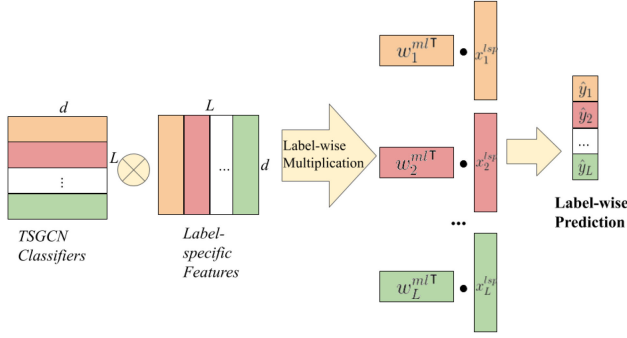 d
L
⋮
TSGCN
Classifiers
L
...
d
Label-
specific
Features
Label-wise
Multiplication
w_1^{ml⊤} • x_1^{lsp}
w_2^{ml⊤} • x_2^{lsp}
...
w_L^{ml⊤} • x_L^{lsp}
ŷ_1
ŷ_2
...
ŷ_L
Label-wise
Prediction